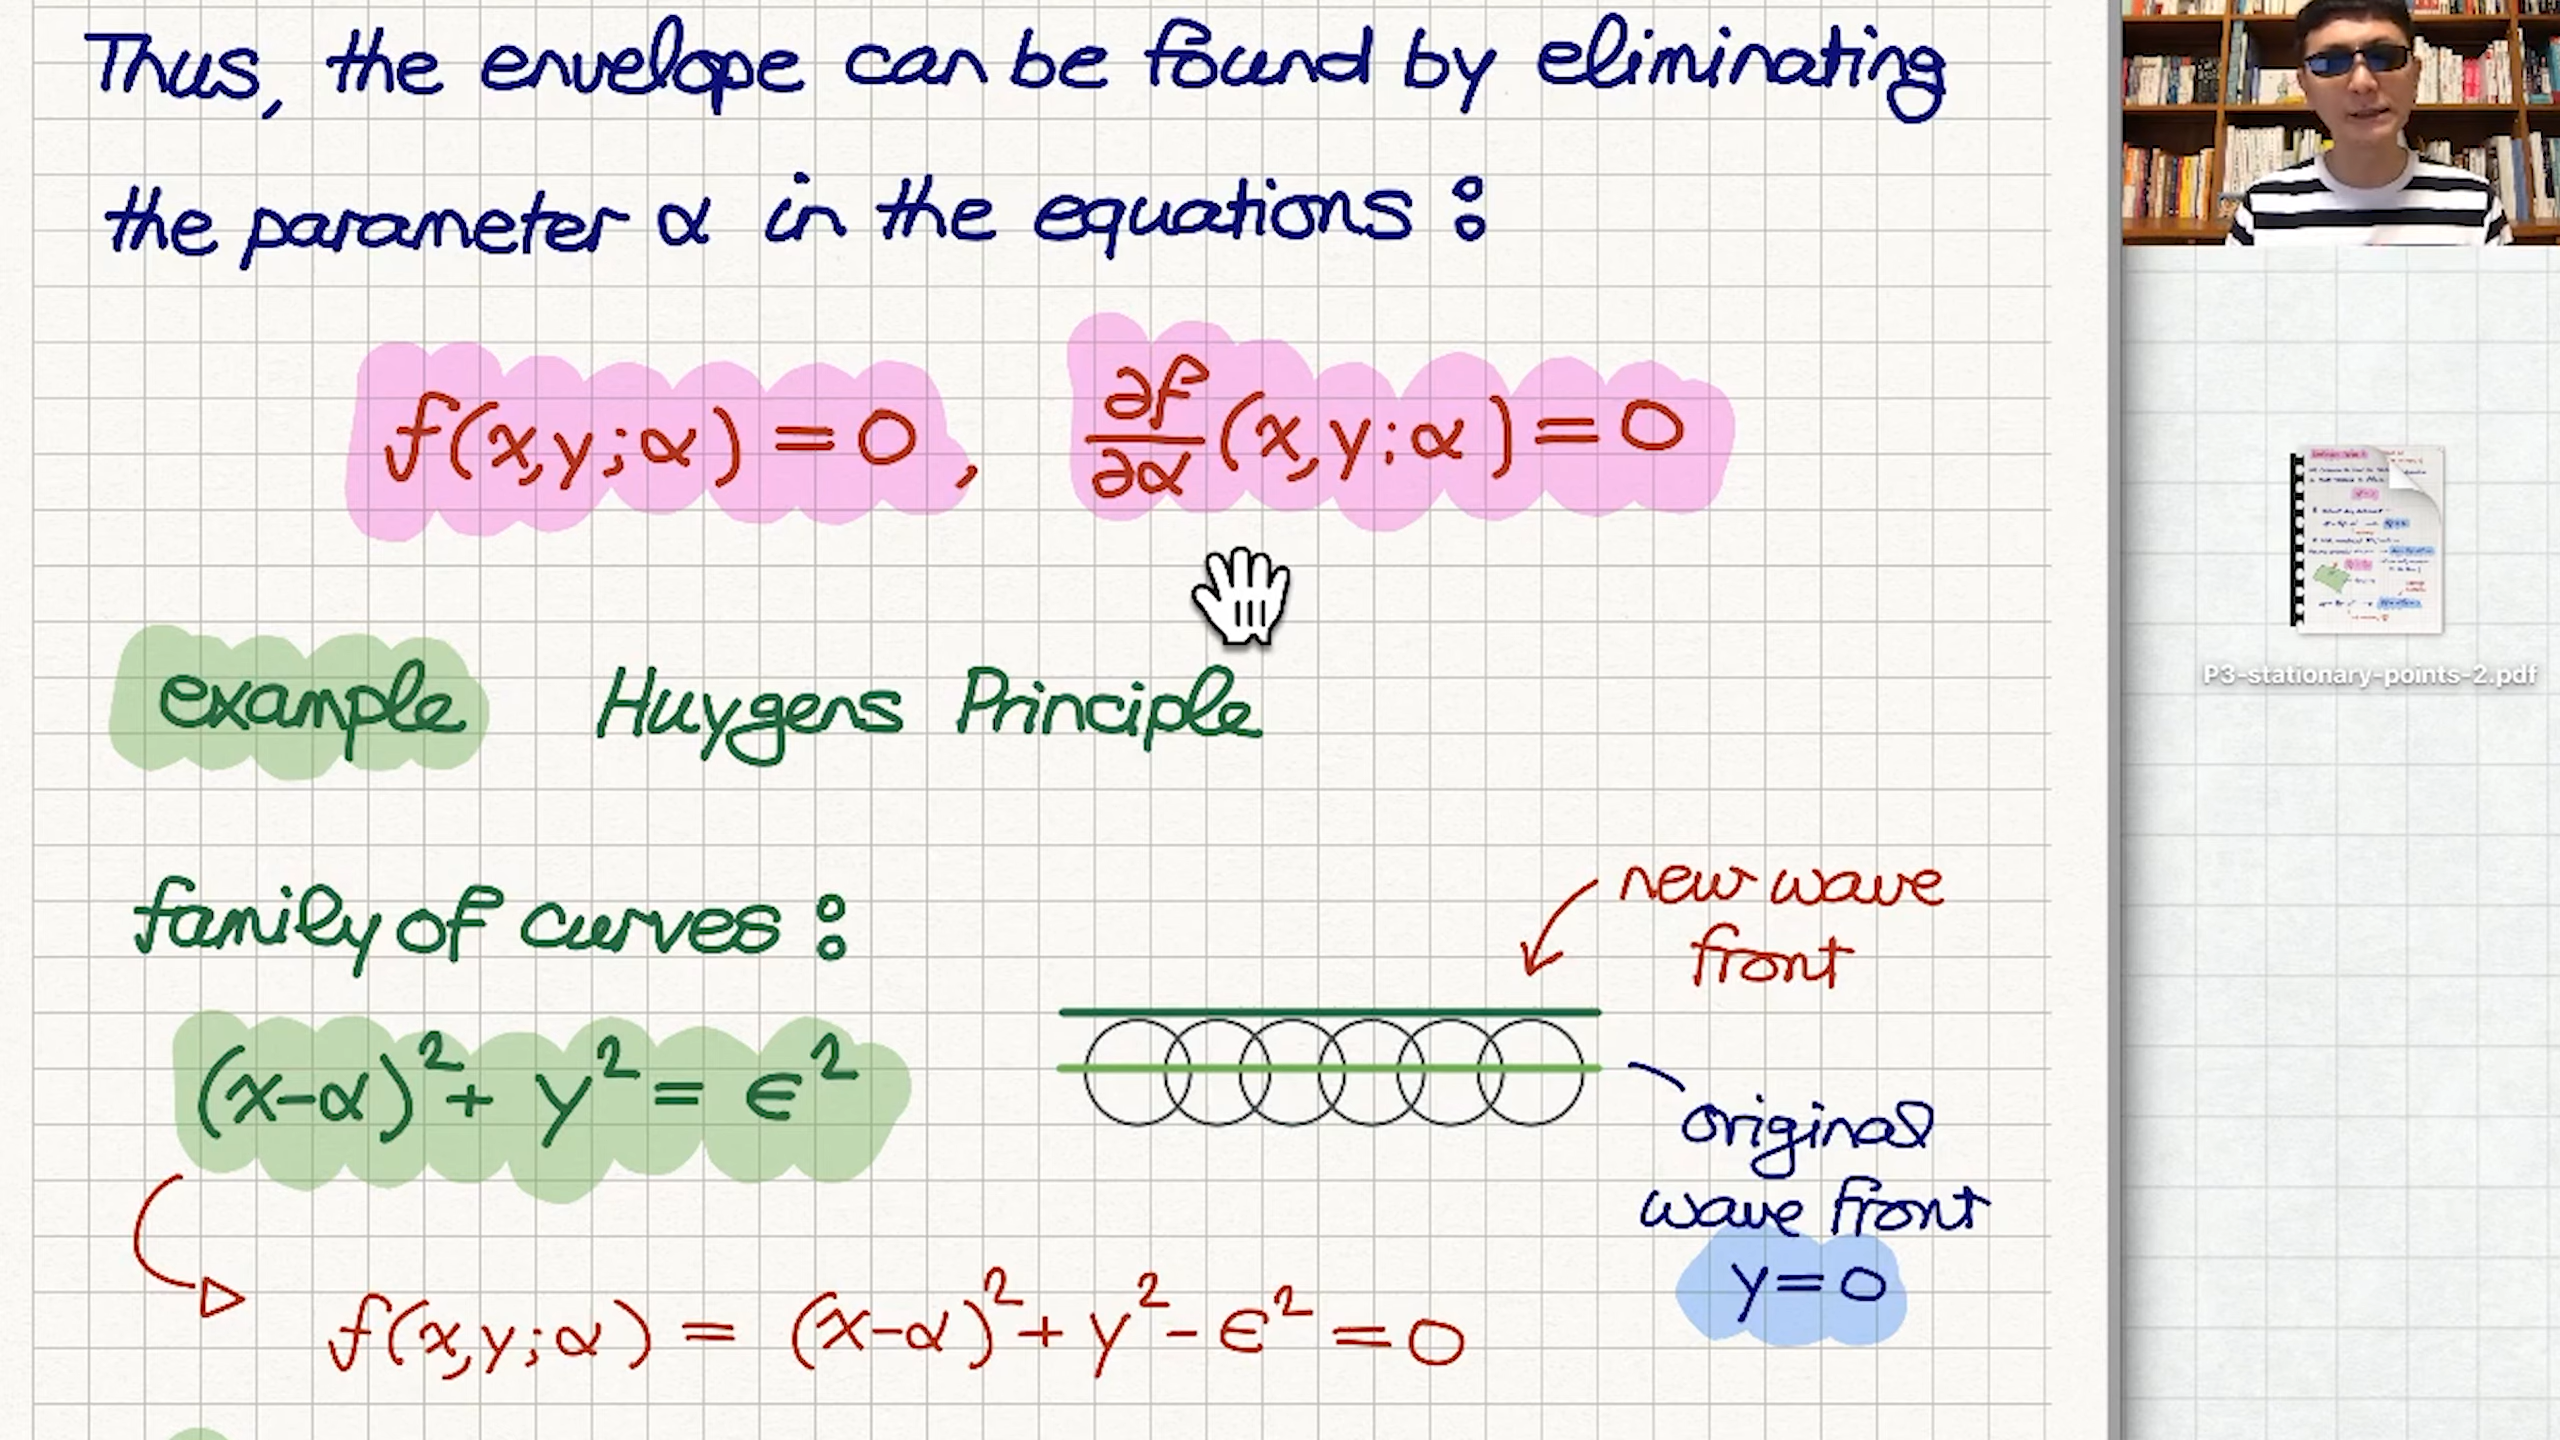 Thus, the envelope can be found by eliminating
the parameter α in the equations :
f(x,y;α) = 0 , ∂f/∂α (x,y;α) = 0
example Huygens Principle
family of curves :
(x-α)² + y² = ϵ²
new wave
front
original
wave front
y=0
f(x,y;α) = (x-α)² + y² - ϵ² = 0
P3-stationary-points-2.pdf